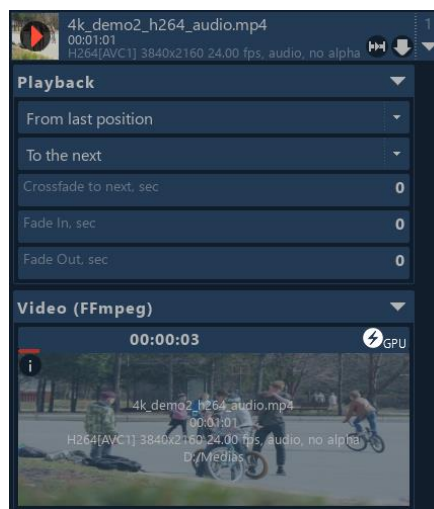 4k_demo2_h264_audio.mp4
00:01:01
H264[AVC1] 3840x2160 24.00 fps, audio, no alpha
1
Playback
From last position
To the next
Crossfade to next, sec 0
Fade In, sec 0
Fade Out, sec 0
Video (FFmpeg)
00:00:03 GPU
i
4k_demo2_h264_audio.mp4
00:01:01
H264[AVC1] 3840x2160 24.00 fps, audio, no alpha
D:/Medias